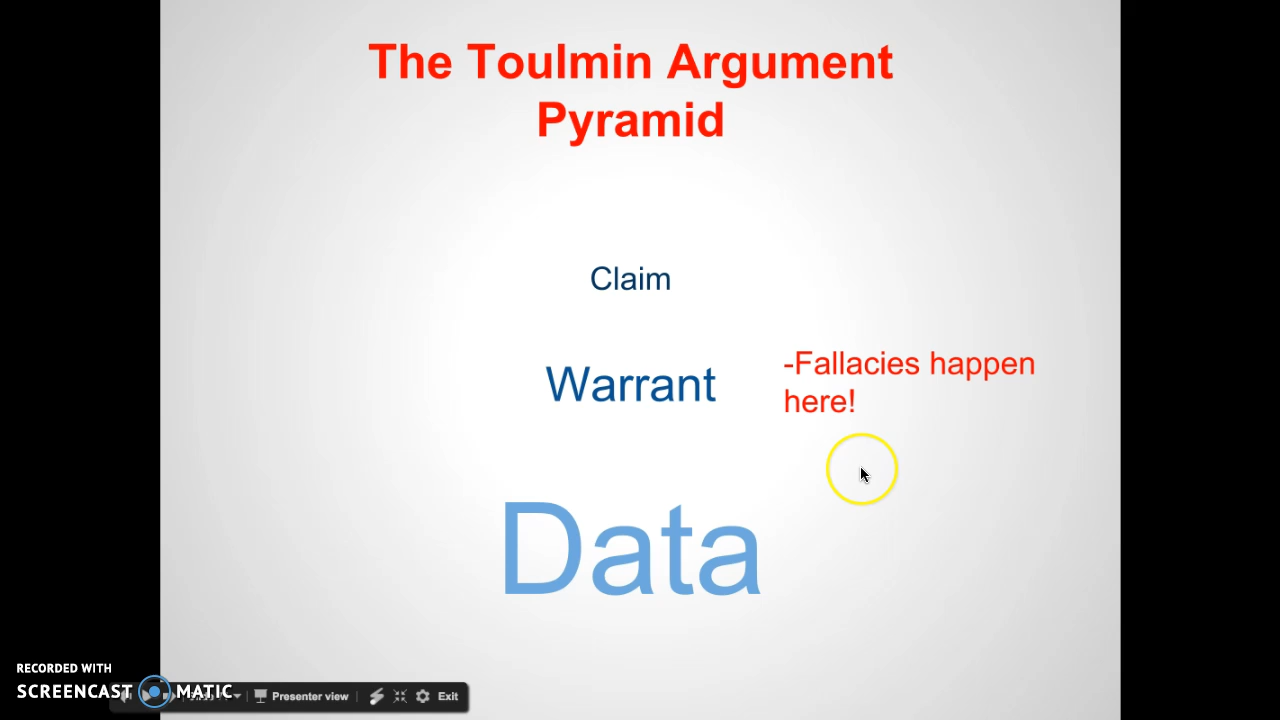 The Toulmin Argument
Pyramid
Claim
Warrant
-Fallacies happen
here!
Data
RECORDED WITH
SCREENCAST MATIC
Presenter view
Exit